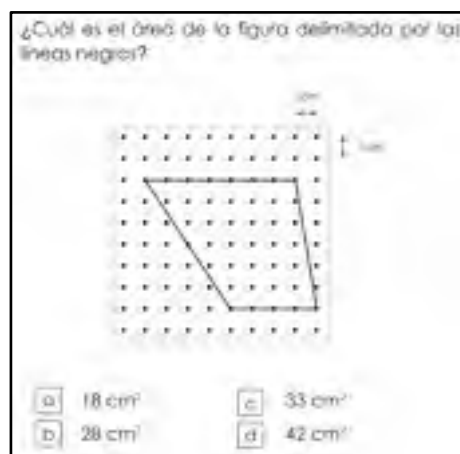 ¿Cuál es el área de la figura delimitada por las
líneas negras?
1cm
1cm
a 18 cm²
c 33 cm²
b 28 cm²
d 42 cm²